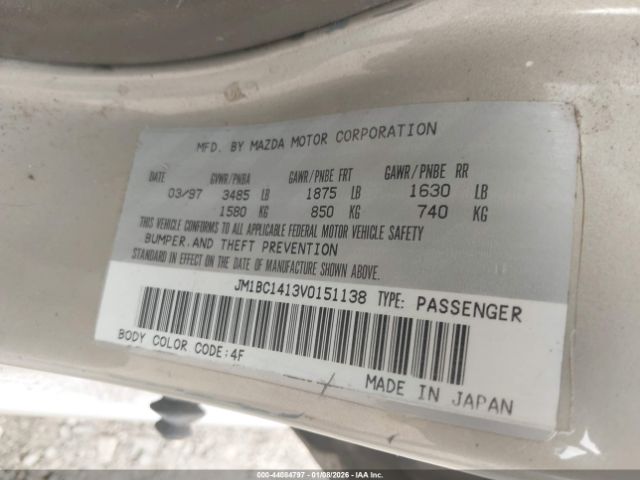 MFD. BY MAZDA MOTOR CORPORATION
DATE GVWR/PNBA GAWR/PNBE FRT GAWR/PNBE RR
03/97 3485 LB 1875 LB 1630 LB
1580 KG 850 KG 740 KG
THIS VEHICLE CONFORMS TO ALL APPLICABLE FEDERAL MOTOR VEHICLE SAFETY
BUMPER, AND THEFT PREVENTION
STANDARD IN EFFECT ON THE DATE OF MANUFACTURE SHOWN ABOVE.
JM1BC1413V0151138 TYPE: PASSENGER
BODY COLOR CODE:4F
MADE IN JAPAN
000-44084797 - 01/08/2026 - IAA Inc.